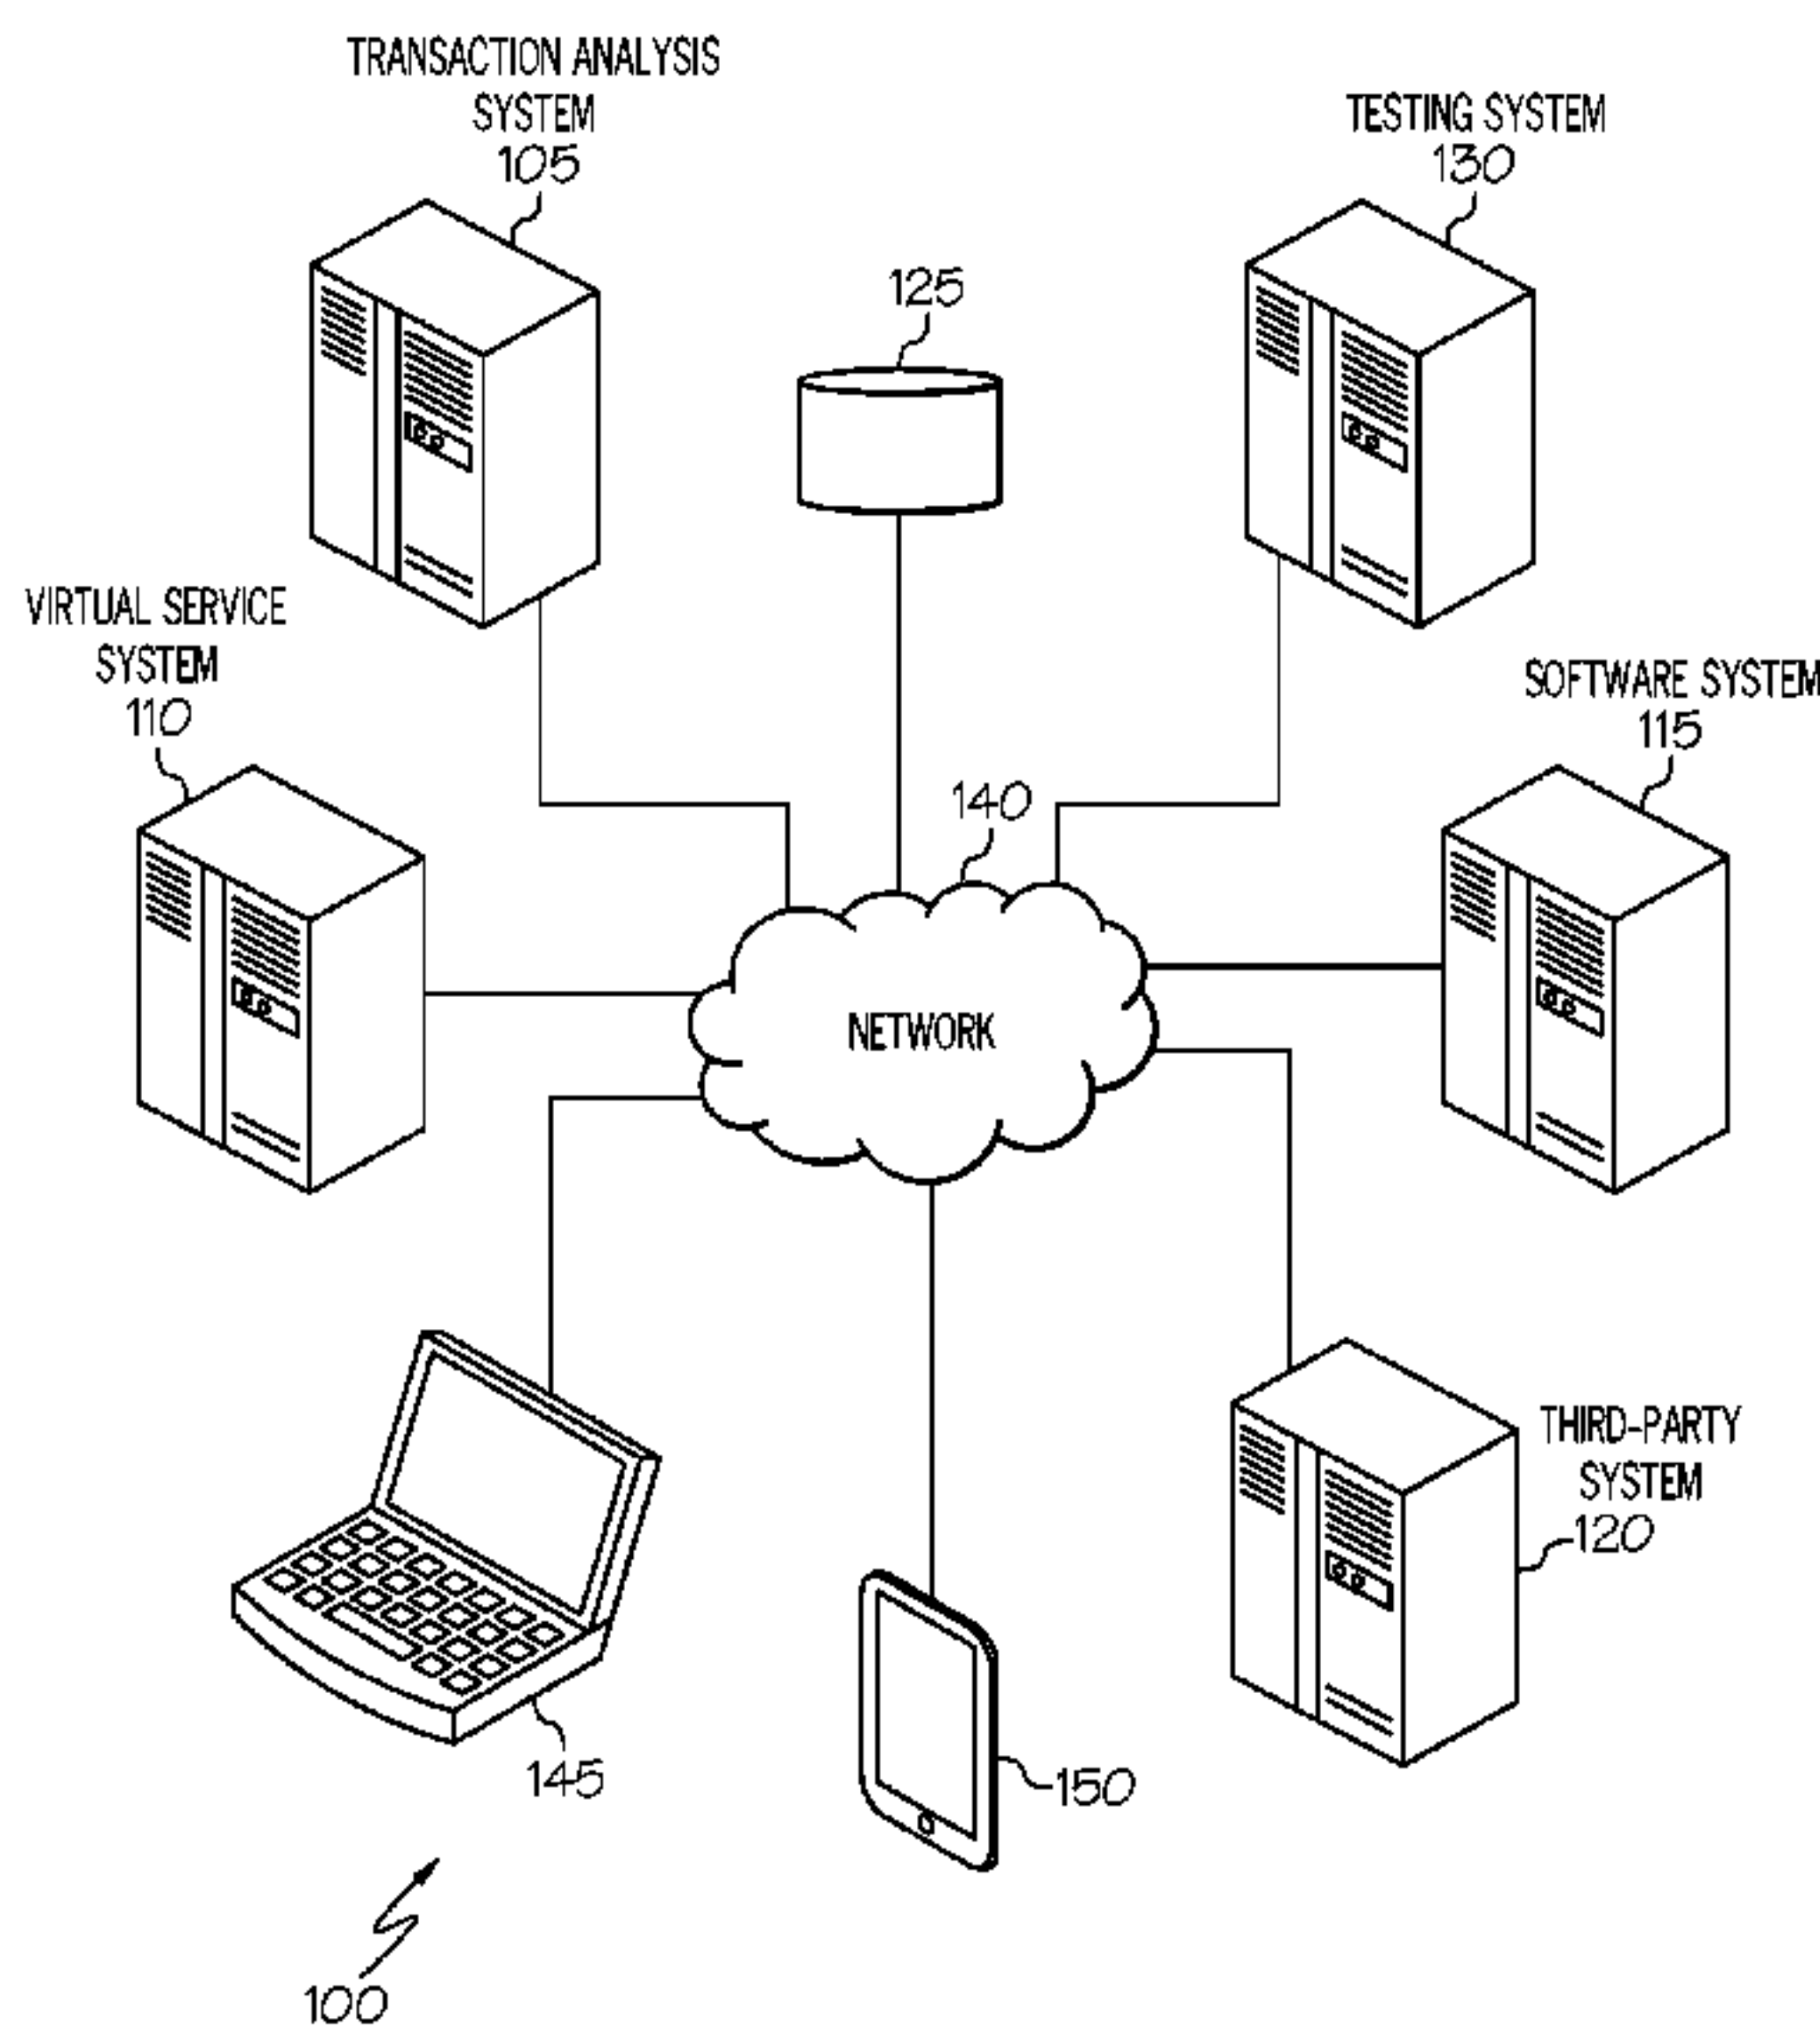 TRANSACTION ANALYSIS
SYSTEM
105
TESTING SYSTEM
130
125
VIRTUAL SERVICE
SYSTEM
110
SOFTWARE SYSTEM
115
140
NETWORK
THIRD-PARTY
SYSTEM
120
145
150
100